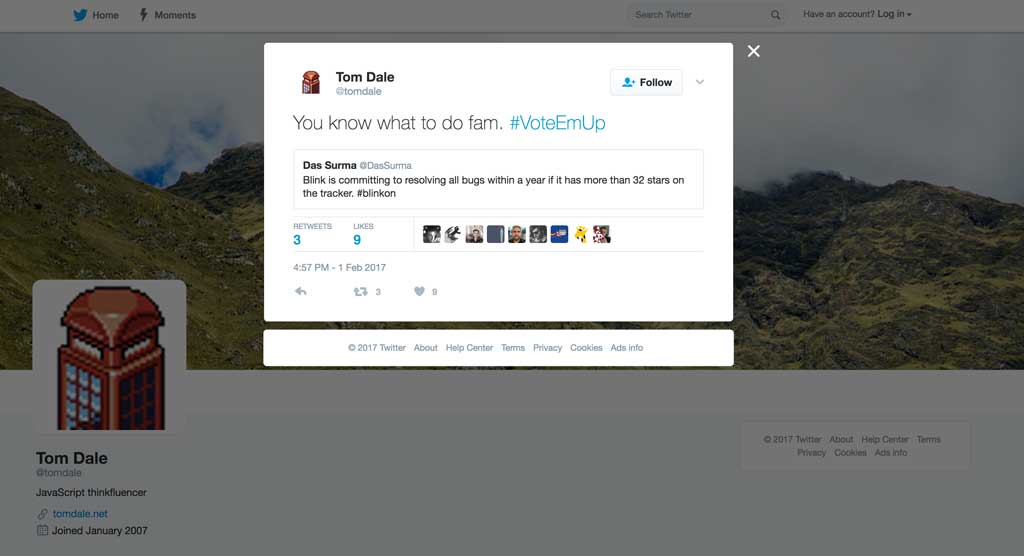 Home Moments Search Twitter Have an account? Log in
Tom Dale
@tomdale
Follow
You know what to do fam. #VoteEmUp
Das Surma @DasSurma
Blink is committing to resolving all bugs within a year if it has more than 32 stars on
the tracker. #blinkon
RETWEETS LIKES
3 9
4:57 PM - 1 Feb 2017
3 9
© 2017 Twitter About Help Center Terms Privacy Cookies Ads info
Tom Dale
@tomdale
JavaScript thinkfluencer
tomdale.net
Joined January 2007
© 2017 Twitter About Help Center Terms
Privacy Cookies Ads info